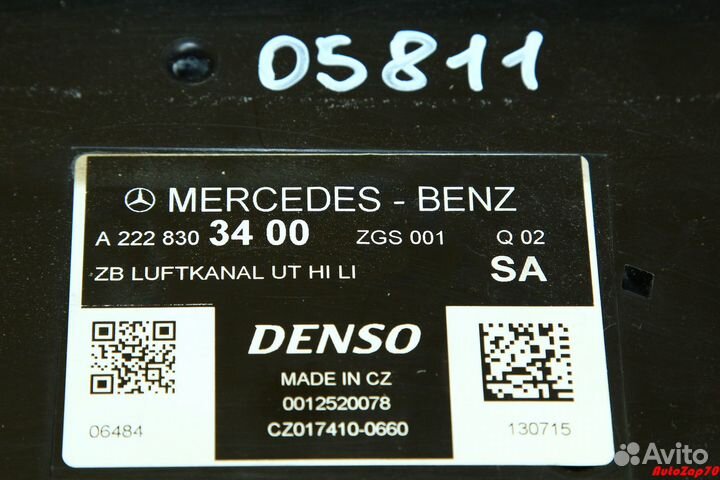 05811
MERCEDES - BENZ
A 222 830 34 00 ZGS 001 Q 02
ZB LUFTKANAL UT HI LI SA
DENSO
MADE IN CZ
0012520078
06484 CZ017410-0660 130715
Avito
AutoZap70